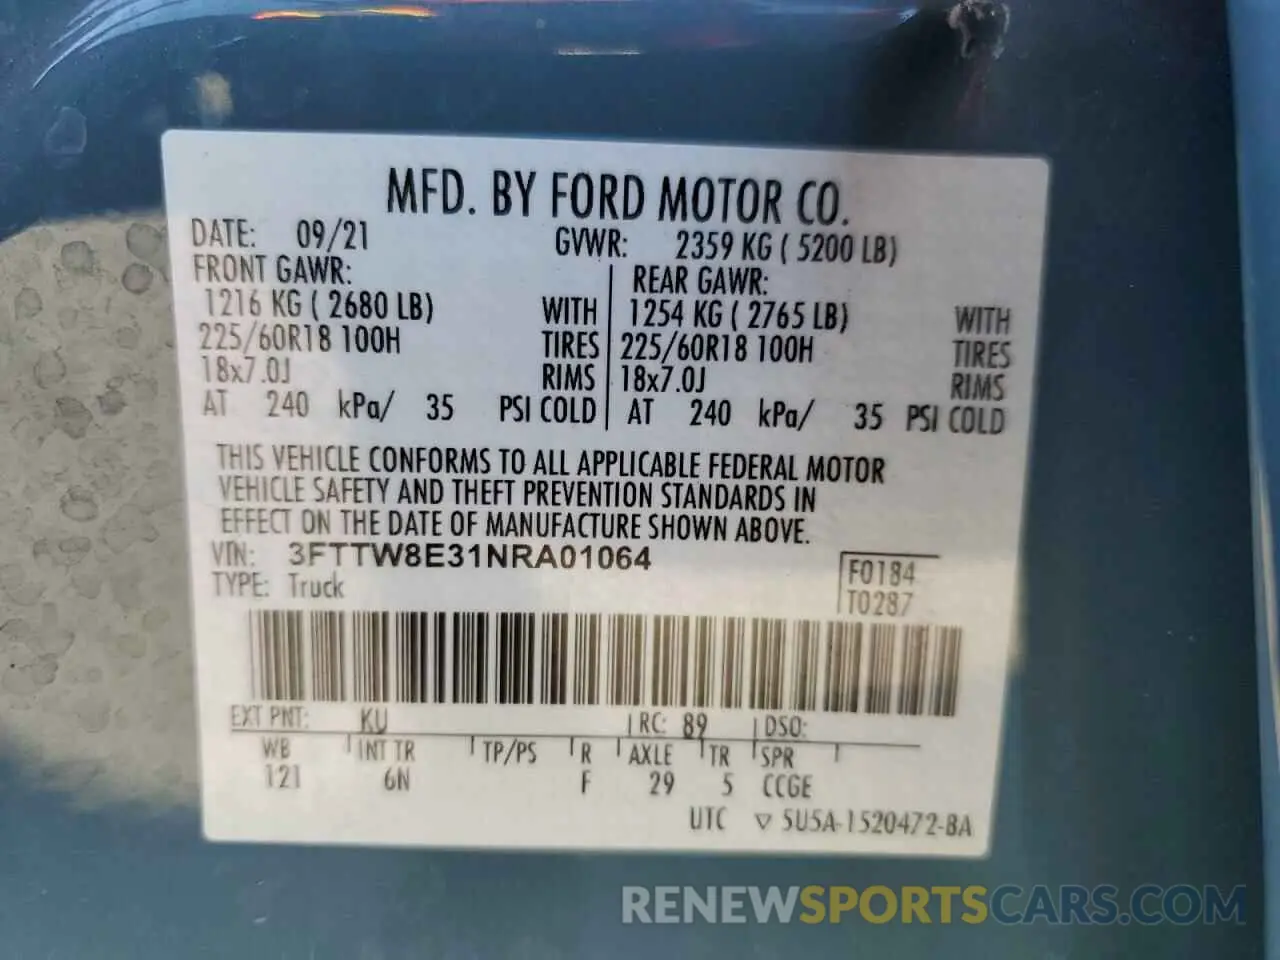 MFD. BY FORD MOTOR CO.
DATE: 09/21 GVWR: 2359 KG ( 5200 LB)
FRONT GAWR: REAR GAWR:
1216 KG ( 2680 LB) WITH 1254 KG ( 2765 LB) WITH
225/60R18 100H TIRES 225/60R18 100H TIRES
18x7.0J RIMS 18x7.0J RIMS
AT 240 kPa/ 35 PSI COLD AT 240 kPa/ 35 PSI COLD
THIS VEHICLE CONFORMS TO ALL APPLICABLE FEDERAL MOTOR
VEHICLE SAFETY AND THEFT PREVENTION STANDARDS IN
EFFECT ON THE DATE OF MANUFACTURE SHOWN ABOVE.
VIN: 3FTTW8E31NRA01064
TYPE: Truck
F0184
T0287
EXT PNT: KU RC: 89 DSO:
WB INT TR TP/PS R AXLE TR SPR
121 6N F 29 5 CCGE
UTC ▽ 5U5A-1520472-BA
RENEWSPORTSCARS.COM